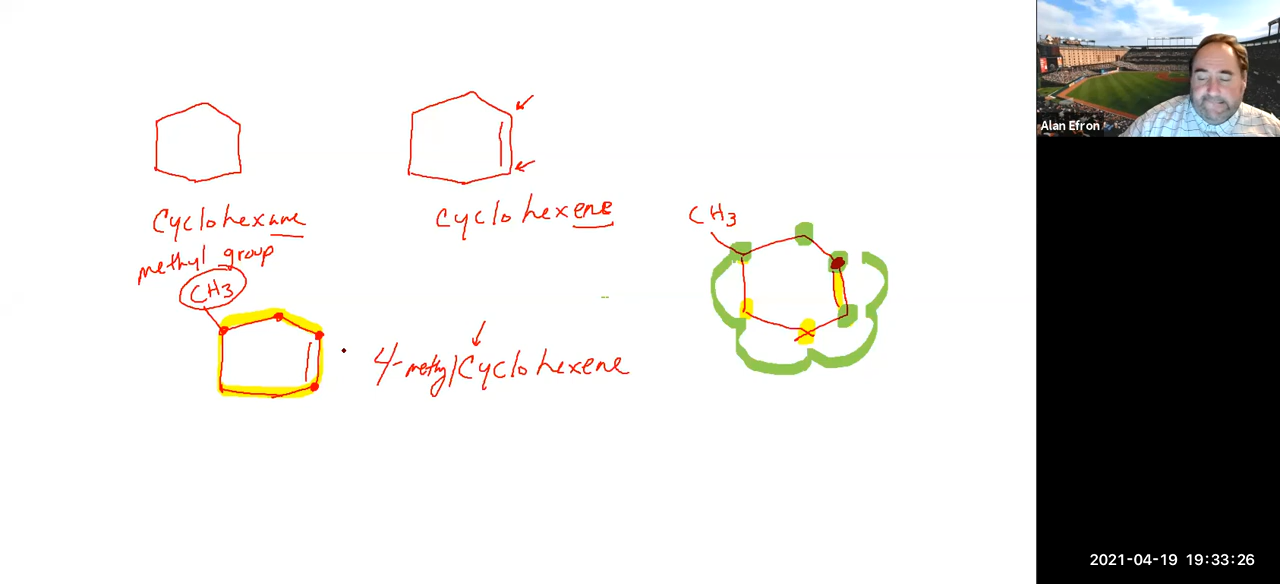 Cyclohexane
Cyclohexene
methyl group
CH3
4-methylCyclohexene
CH3
Alan Efron
2021-04-19 19:33:26